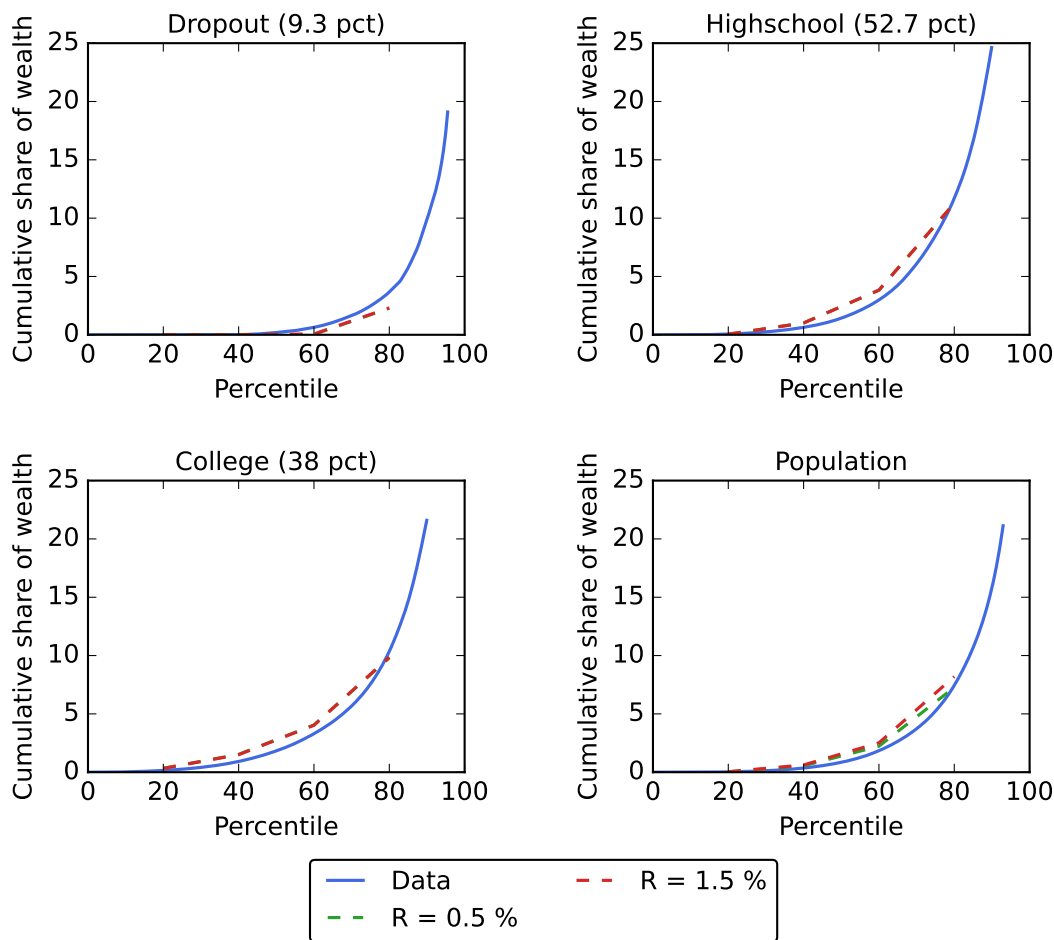 Dropout (9.3 pct)
Cumulative share of wealth
25
20
15
10
5
0
0 20 40 60 80 100
Percentile
Highschool (52.7 pct)
Cumulative share of wealth
25
20
15
10
5
0
0 20 40 60 80 100
Percentile
College (38 pct)
Cumulative share of wealth
25
20
15
10
5
0
0 20 40 60 80 100
Percentile
Population
Cumulative share of wealth
25
20
15
10
5
0
0 20 40 60 80 100
Percentile
Data
R = 0.5 %
R = 1.5 %